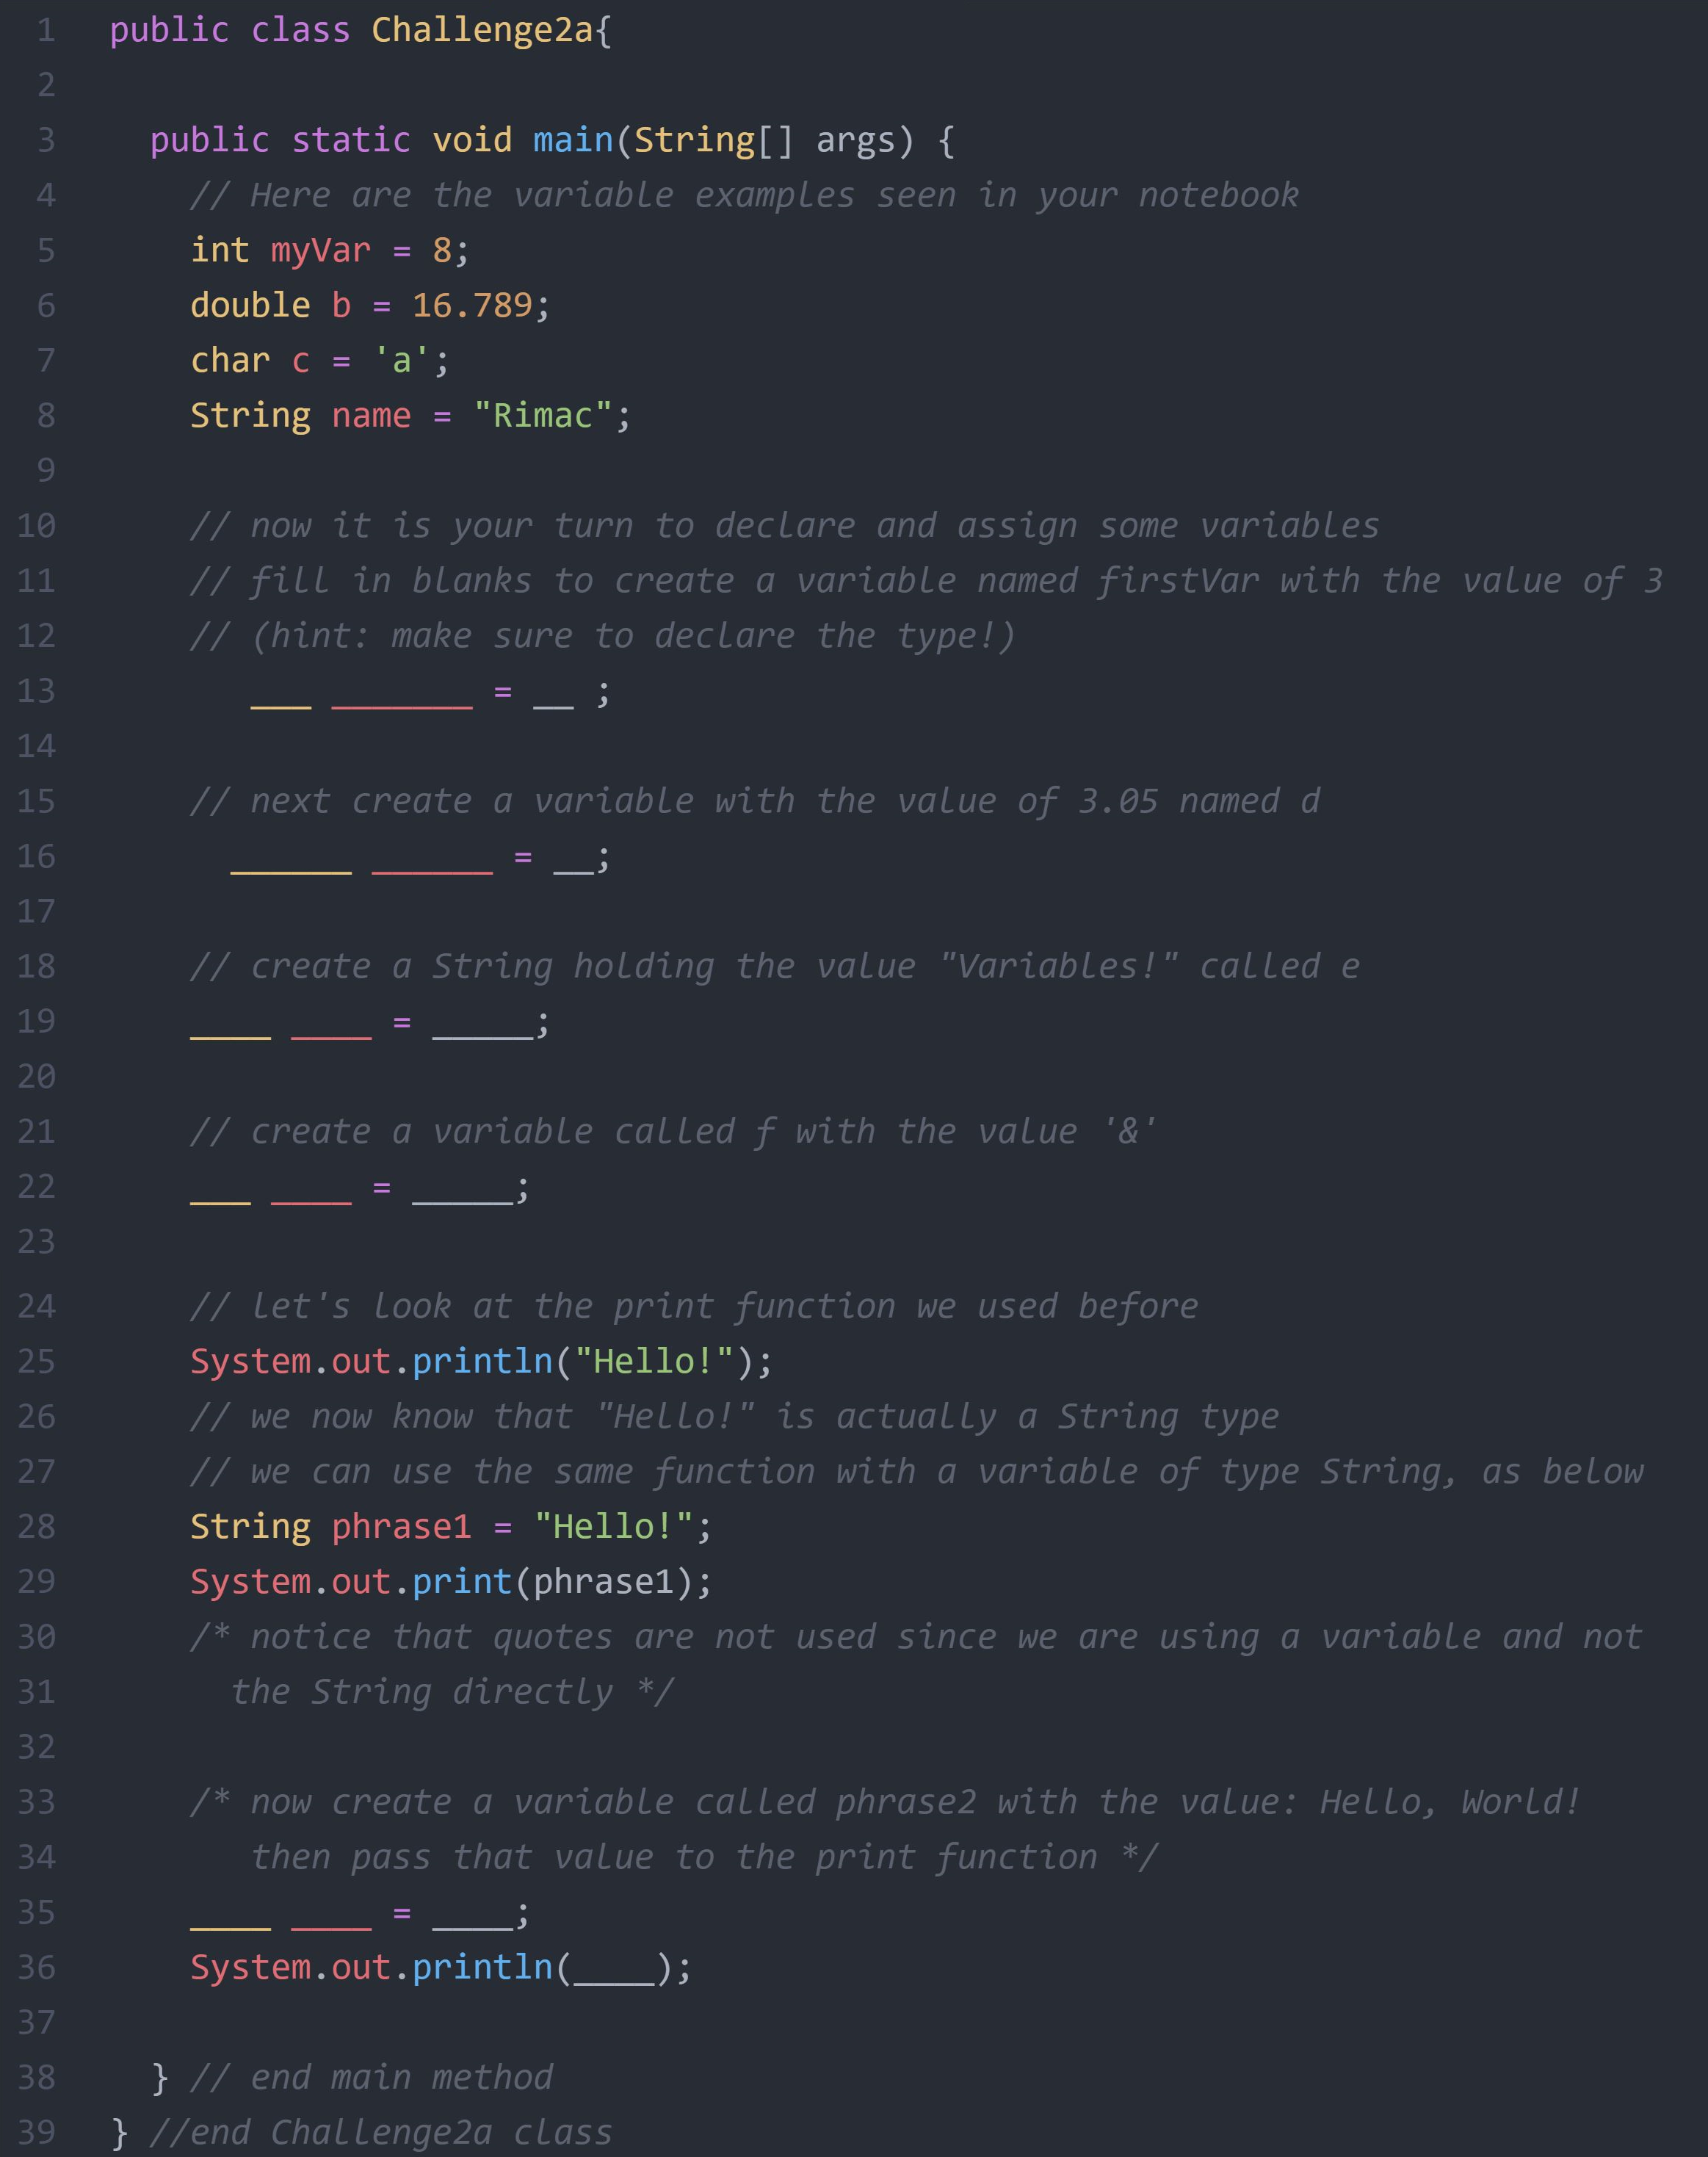 1 public class Challenge2a{
2
3 public static void main(String[] args) {
4 // Here are the variable examples seen in your notebook
5 int myVar = 8;
6 double b = 16.789;
7 char c = 'a';
8 String name = "Rimac";
9
10 // now it is your turn to declare and assign some variables
11 // fill in blanks to create a variable named firstVar with the value of 3
12 // (hint: make sure to declare the type!)
13 ___ _______ = __ ;
14
15 // next create a variable with the value of 3.05 named d
16 ______ ______ = __;
17
18 // create a String holding the value "Variables!" called e
19 ____ ____ = _____;
20
21 // create a variable called f with the value '&'
22 ___ ____ = _____;
23
24 // let's look at the print function we used before
25 System.out.println("Hello!");
26 // we now know that "Hello!" is actually a String type
27 // we can use the same function with a variable of type String, as below
28 String phrase1 = "Hello!";
29 System.out.print(phrase1);
30 /* notice that quotes are not used since we are using a variable and not
31 the String directly */
32
33 /* now create a variable called phrase2 with the value: Hello, World!
34 then pass that value to the print function */
35 ____ ____ = ____;
36 System.out.println(____);
37
38 } // end main method
39 } //end Challenge2a class